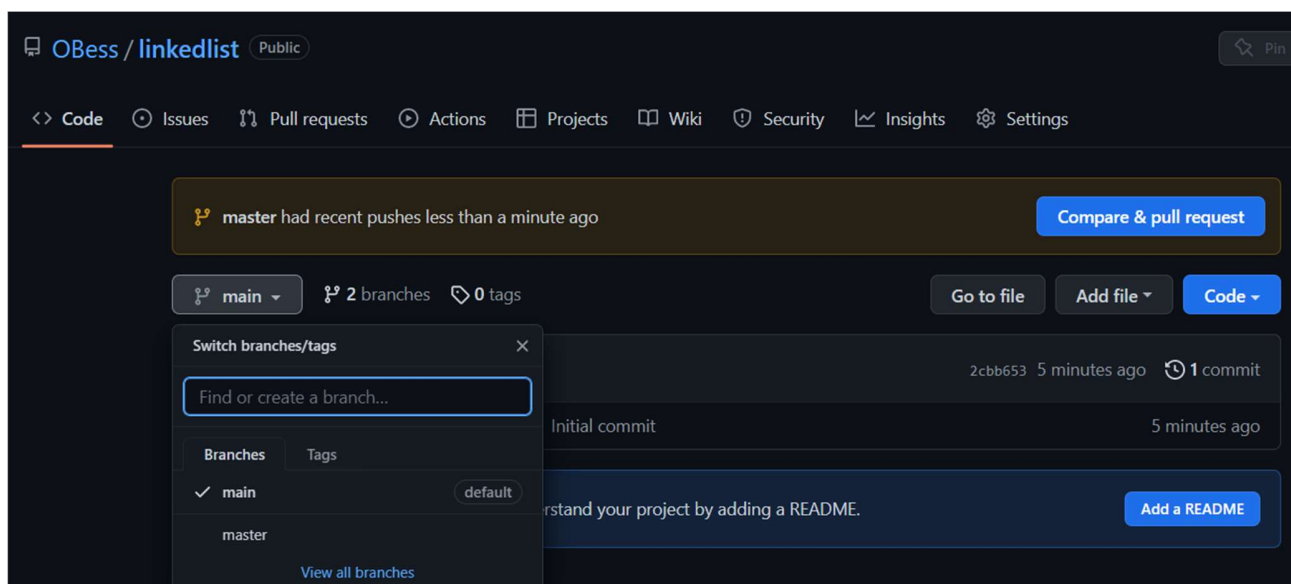 OBess / linkedlist Public
Pin
Code Issues Pull requests Actions Projects Wiki Security Insights Settings
master had recent pushes less than a minute ago Compare & pull request
main 2 branches 0 tags Go to file Add file Code
Switch branches/tags
2cbb653 5 minutes ago 1 commit
Find or create a branch...
Initial commit 5 minutes ago
Branches Tags
main default
rstand your project by adding a README. Add a README
master
View all branches